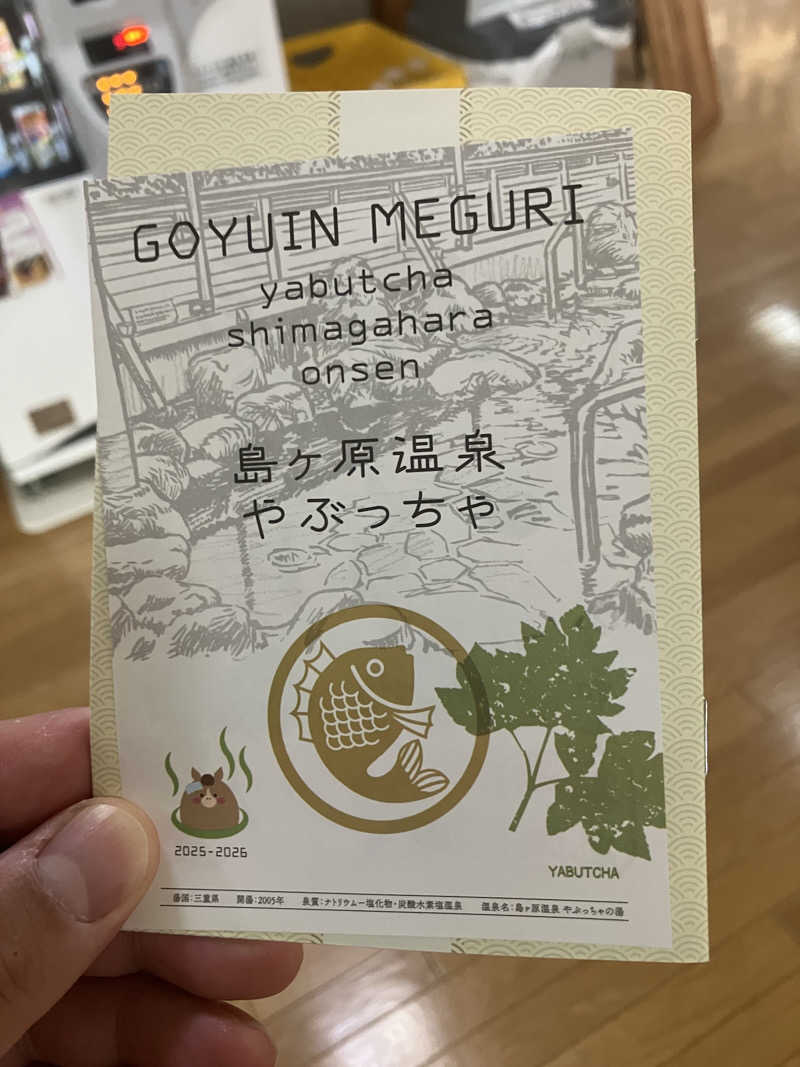 GOYUIN MEGURI
yabutcha
shimagahara
onsen
島ヶ原温泉
やぶっちゃ
2025-2026
YABUTCHA
湯国:三重県 開湯:2005年 泉質:ナトリウムー塩化物・炭酸水素塩温泉 温泉名:島ヶ原温泉 やぶっちゃの湯